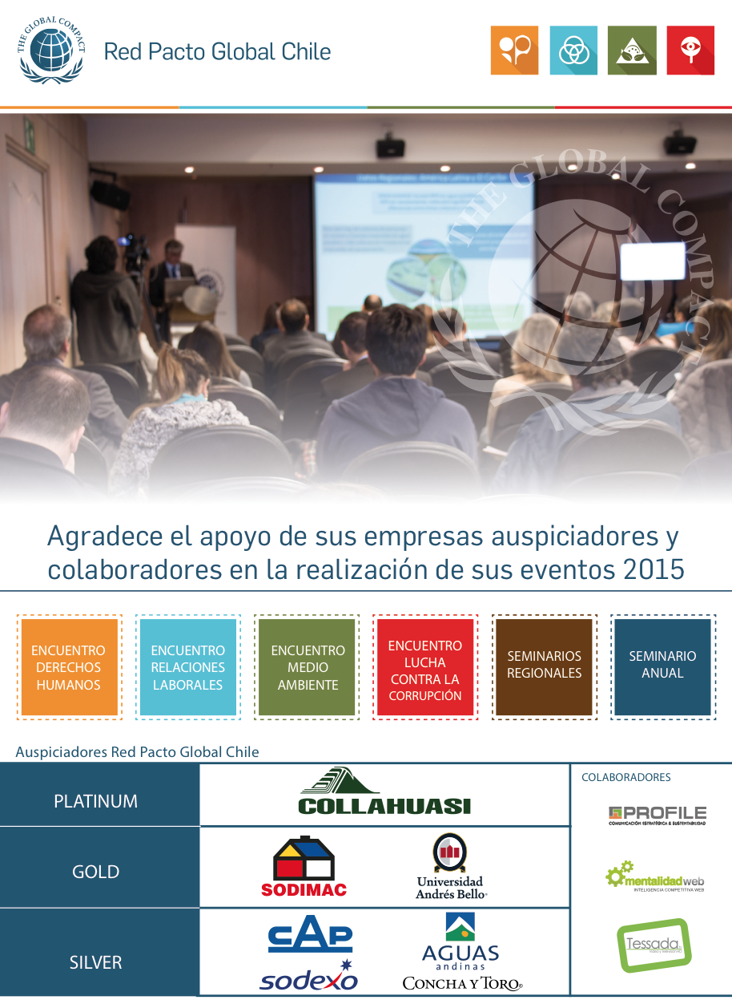 THE GLOBAL COMPACT
Red Pacto Global Chile
THE GLOBAL COMPACT
Agradece el apoyo de sus empresas auspiciadores y
colaboradores en la realización de sus eventos 2015
ENCUENTRO
DERECHOS
HUMANOS
ENCUENTRO
RELACIONES
LABORALES
ENCUENTRO
MEDIO
AMBIENTE
ENCUENTRO
LUCHA
CONTRA LA
CORRUPCIÓN
SEMINARIOS
REGIONALES
SEMINARIO
ANUAL
Auspiciadores Red Pacto Global Chile
PLATINUM
COLLAHUASI
GOLD
SODIMAC
Universidad
Andrés Bello
SILVER
CAP
AGUAS
andinas
sodexo
CONCHA Y TORO®
COLABORADORES
PROFILE
COMUNICACIÓN ESTRATÉGICA & SUSTENTABILIDAD
mentalidadweb
INTELIGENCIA COMPETITIVA WEB
Tessada